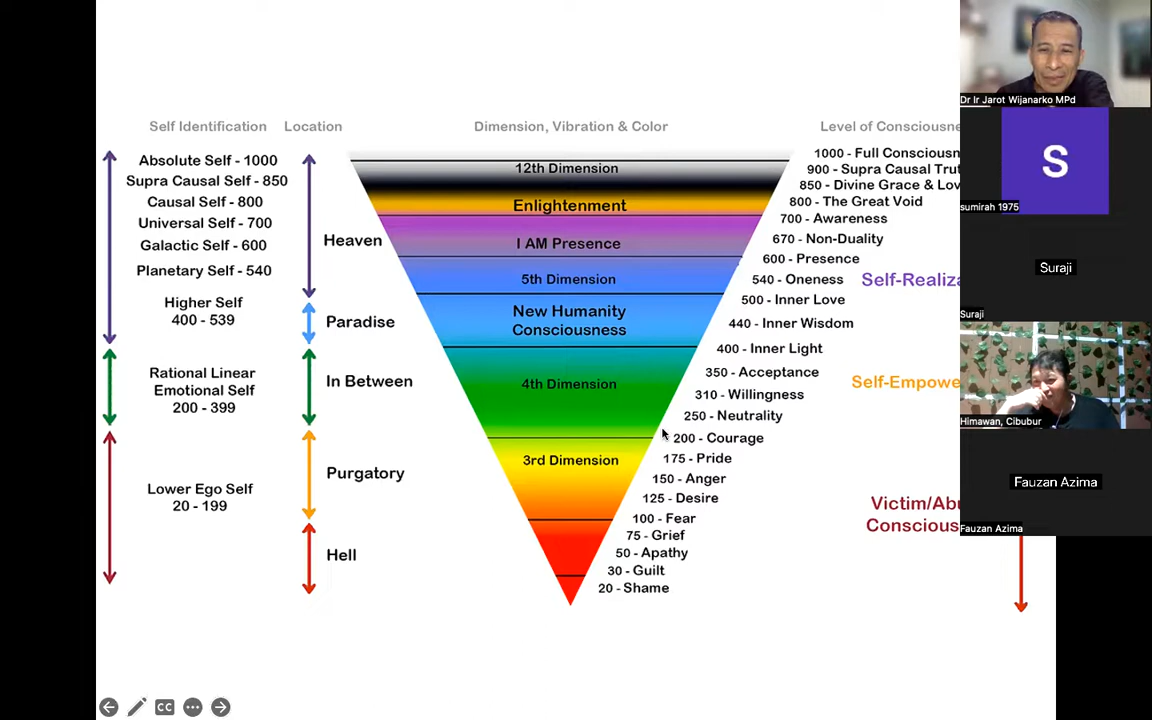 Self Identification
Location
Dimension, Vibration & Color
Absolute Self - 1000
Supra Causal Self - 850
Causal Self - 800
Universal Self - 700
Galactic Self - 600
Planetary Self - 540
Higher Self
400 - 539
Rational Linear
Emotional Self
200 - 399
Lower Ego Self
20 - 199
Heaven
Paradise
In Between
Purgatory
Hell
12th Dimension
Enlightenment
I AM Presence
5th Dimension
New Humanity
Consciousness
4th Dimension
3rd Dimension
Level of Consciousne
1000 - Full Consciousn
900 - Supra Causal Tru
850 - Divine Grace & Lov
800 - The Great Void
700 - Awareness
670 - Non-Duality
600 - Presence
540 - Oneness
500 - Inner Love
440 - Inner Wisdom
400 - Inner Light
350 - Acceptance
310 - Willingness
250 - Neutrality
200 - Courage
175 - Pride
150 - Anger
125 - Desire
100 - Fear
75 - Grief
50 - Apathy
30 - Guilt
20 - Shame
Self-Realiza
Self-Empowe
Victim/Abu
Conscious
Dr Ir Jarot Wijanarko MPd
S
sumirah 1975
Suraji
Suraji
Himawan, Cibubur
Fauzan Azima
Fauzan Azima
CC